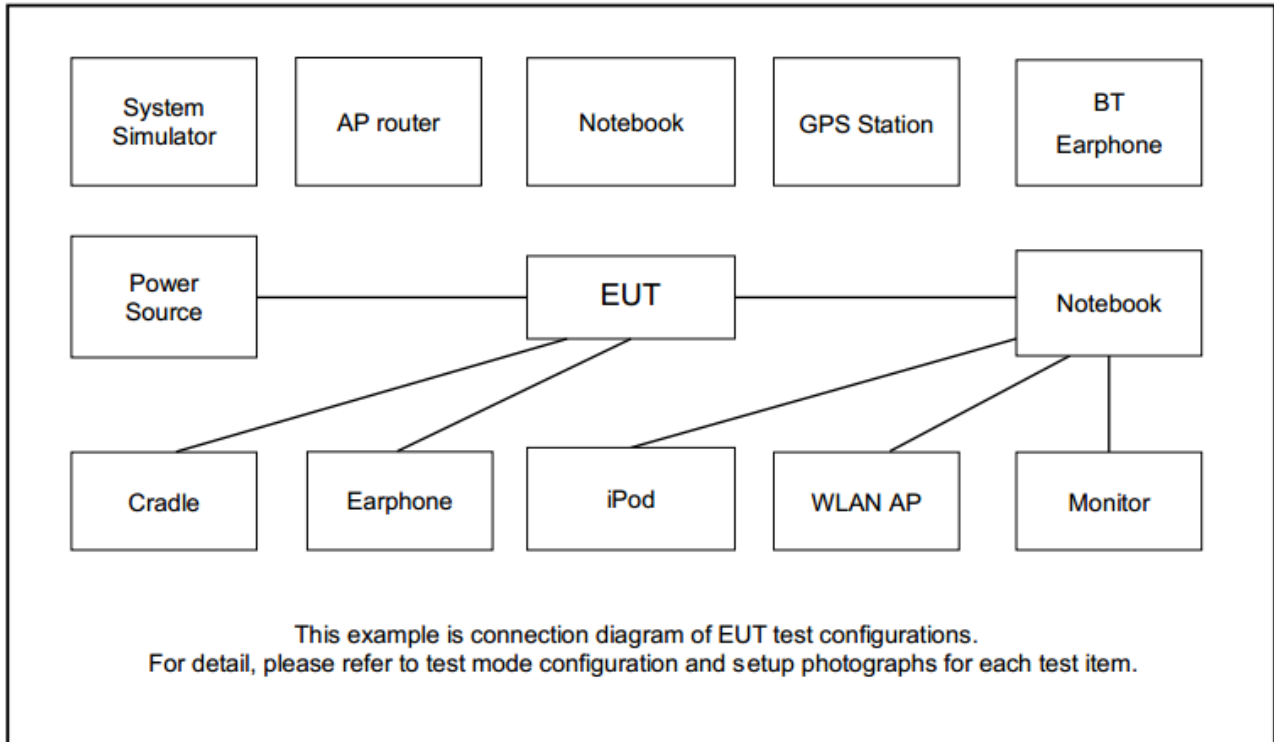 System
Simulator
AP router
Notebook
GPS Station
BT
Earphone
Power
Source
EUT
Notebook
Cradle
Earphone
iPod
WLAN AP
Monitor
This example is connection diagram of EUT test configurations.
For detail, please refer to test mode configuration and setup photographs for each test item.